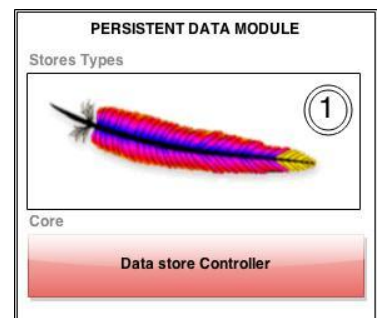 PERSISTENT DATA MODULE
Stores Types
1
Core
Data store Controller